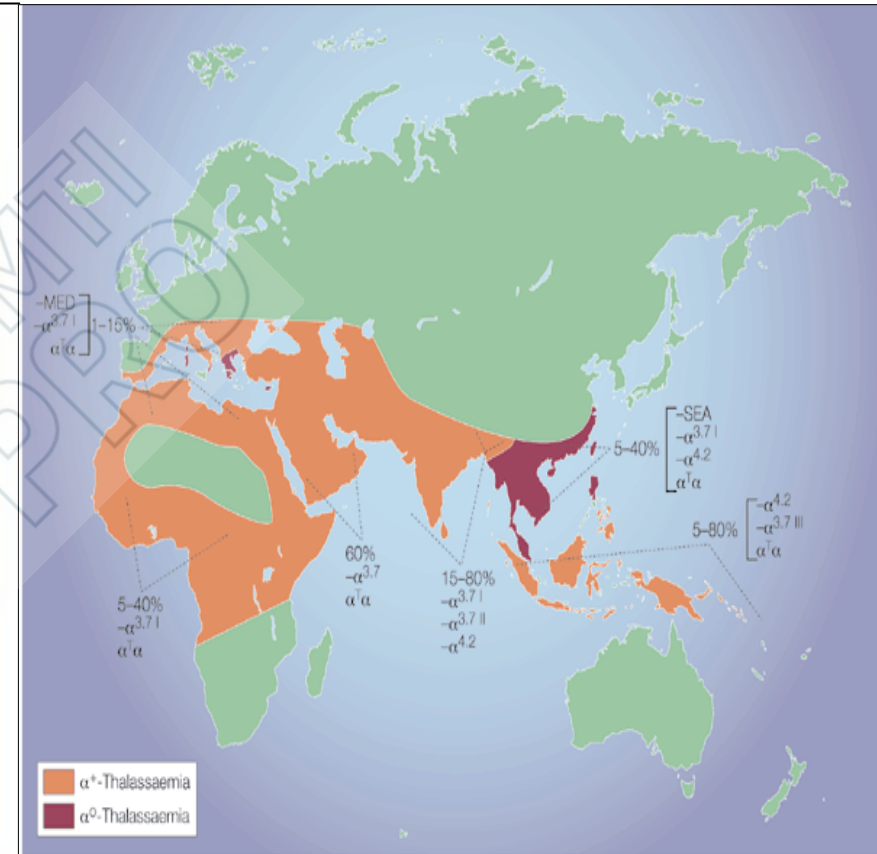 –MED
–α³·⁷ ᴵ
αᵀα
1–15%
5–40%
–SEA
–α³·⁷ ᴵ
–α⁴·²
αᵀα
5–80%
–α⁴·²
–α³·⁷ ᴵᴵᴵ
αᵀα
60%
–α³·⁷
αᵀα
15–80%
–α³·⁷ ᴵ
–α³·⁷ ᴵᴵ
–α⁴·²
5–40%
–α³·⁷ ᴵ
αᵀα
α⁺-Thalassaemia
α⁰-Thalassaemia
MTI
PRO